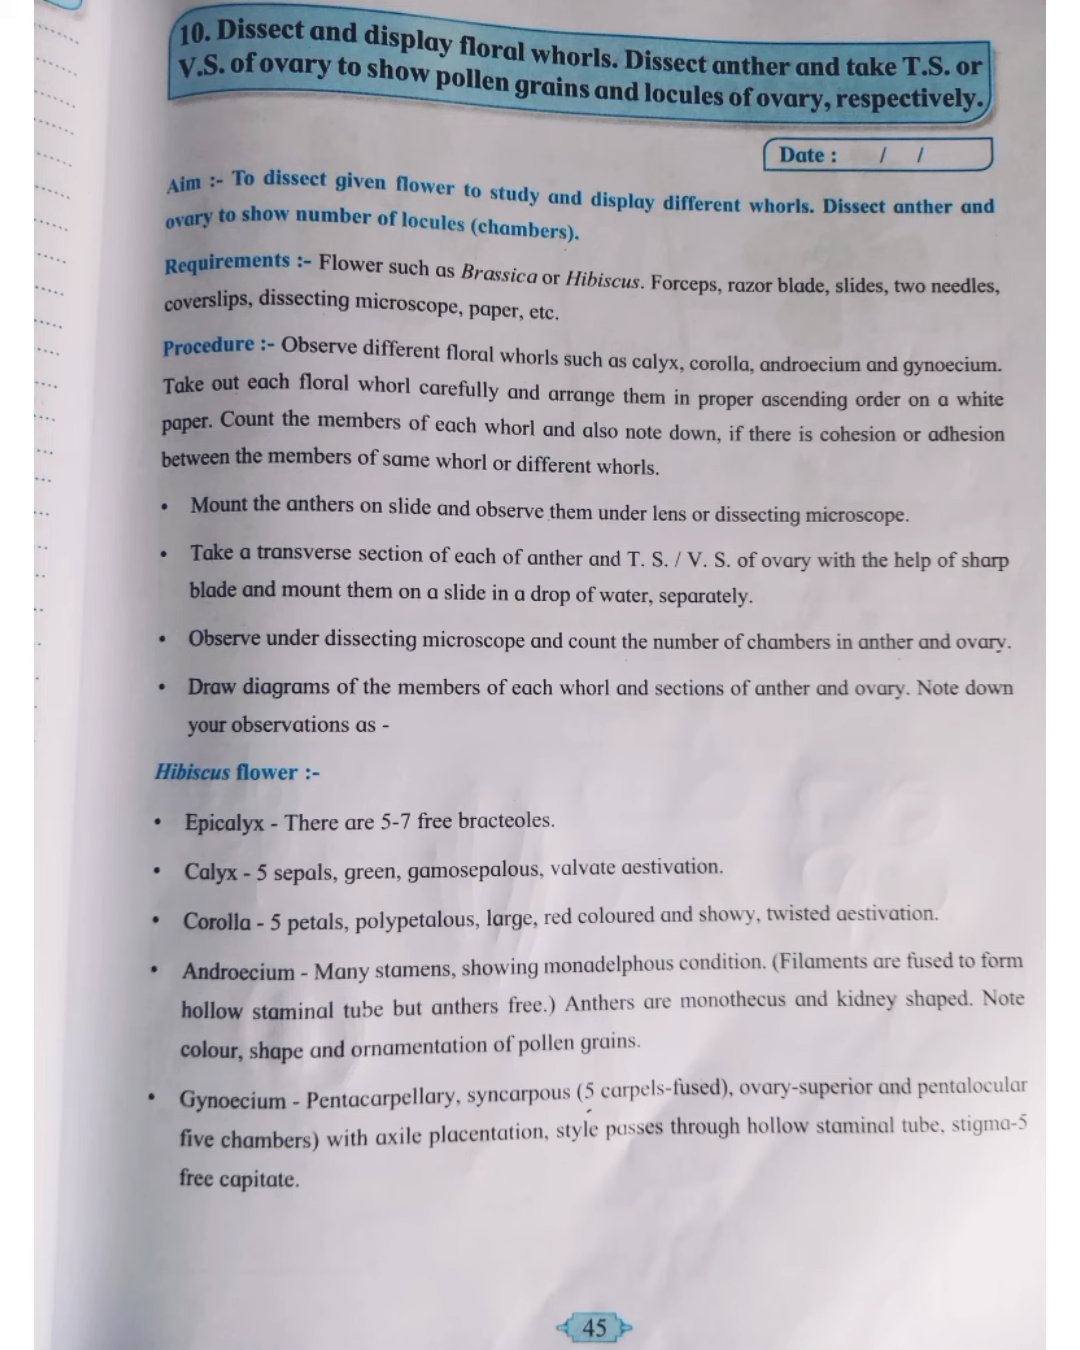 10. Dissect and display floral whorls. Dissect anther and take T.S. or
V.S. of ovary to show pollen grains and locules of ovary, respectively.
Date : / /
Aim :- To dissect given flower to study and display different whorls. Dissect anther and
ovary to show number of locules (chambers).
Requirements :- Flower such as Brassica or Hibiscus. Forceps, razor blade, slides, two needles,
coverslips, dissecting microscope, paper, etc.
Procedure :- Observe different floral whorls such as calyx, corolla, androecium and gynoecium.
Take out each floral whorl carefully and arrange them in proper ascending order on a white
paper. Count the members of each whorl and also note down, if there is cohesion or adhesion
between the members of same whorl or different whorls.
• Mount the anthers on slide and observe them under lens or dissecting microscope.
• Take a transverse section of each of anther and T. S. / V. S. of ovary with the help of sharp
blade and mount them on a slide in a drop of water, separately.
• Observe under dissecting microscope and count the number of chambers in anther and ovary.
• Draw diagrams of the members of each whorl and sections of anther and ovary. Note down
your observations as -
Hibiscus flower :-
• Epicalyx - There are 5-7 free bracteoles.
• Calyx - 5 sepals, green, gamosepalous, valvate aestivation.
• Corolla - 5 petals, polypetalous, large, red coloured and showy, twisted aestivation.
• Androecium - Many stamens, showing monadelphous condition. (Filaments are fused to form
hollow staminal tube but anthers free.) Anthers are monothecus and kidney shaped. Note
colour, shape and ornamentation of pollen grains.
• Gynoecium - Pentacarpellary, syncarpous (5 carpels-fused), ovary-superior and pentalocular
five chambers) with axile placentation, style passes through hollow staminal tube, stigma-5
free capitate.
45